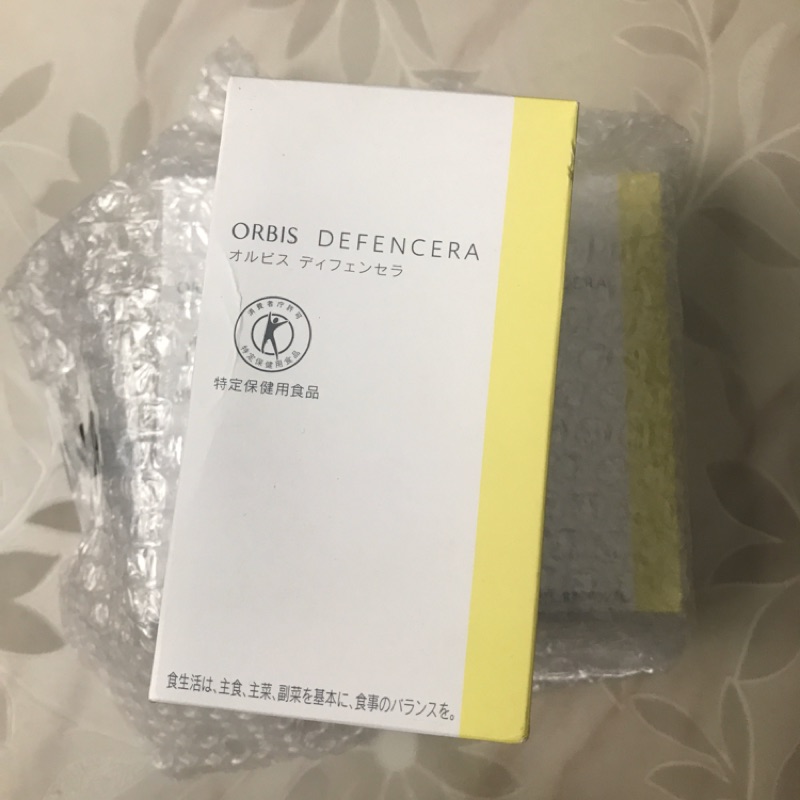 ORBIS DEFENCERA
オルビス ディフェンセラ
消費者庁許可
特定保健用食品
特定保健用食品
食生活は、主食、主菜、副菜を基本に、食事のバランスを。